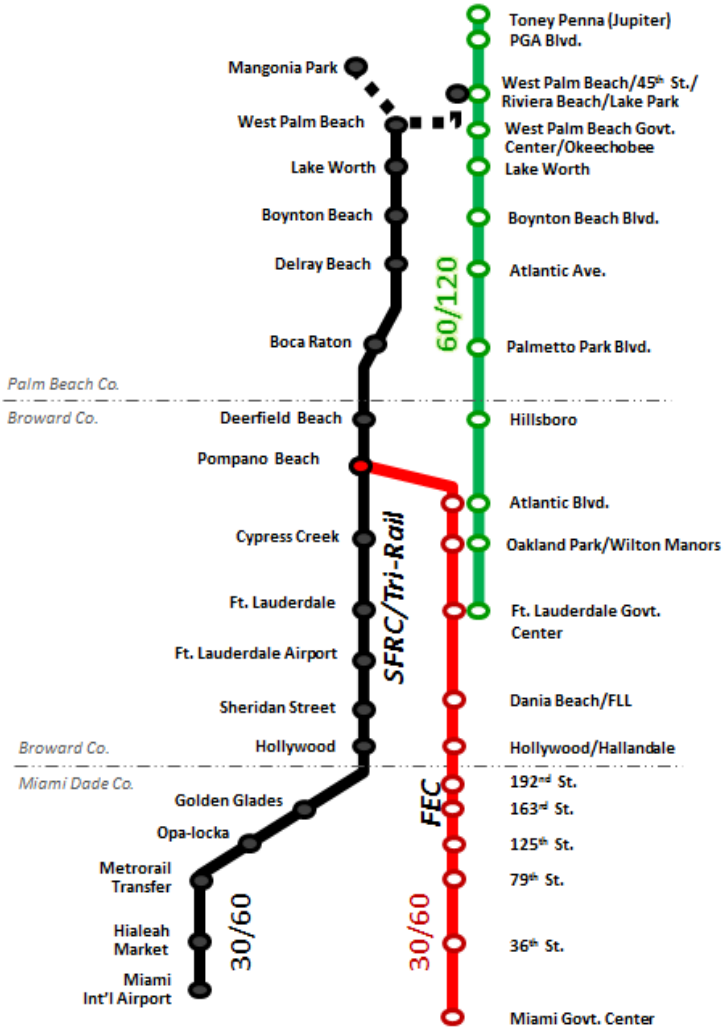 Toney Penna (Jupiter)
PGA Blvd.
Mangonia Park
West Palm Beach/45th St./
Riviera Beach/Lake Park
West Palm Beach
West Palm Beach Govt.
Center/Okeechobee
Lake Worth
Lake Worth
Boynton Beach
Boynton Beach Blvd.
Delray Beach
Atlantic Ave.
60/120
Boca Raton
Palmetto Park Blvd.
Palm Beach Co.
Broward Co.
Deerfield Beach
Hillsboro
Pompano Beach
Atlantic Blvd.
Cypress Creek
Oakland Park/Wilton Manors
SFRC/Tri-Rail
Ft. Lauderdale
Ft. Lauderdale Govt.
Center
Ft. Lauderdale Airport
Sheridan Street
Dania Beach/FLL
Broward Co.
Hollywood
Hollywood/Hallandale
Miami Dade Co.
192nd St.
Golden Glades
163rd St.
FEC
Opa-locka
125th St.
Metrorail
Transfer
79th St.
30/60
30/60
Hialeah
Market
36th St.
Miami
Int'l Airport
Miami Govt. Center